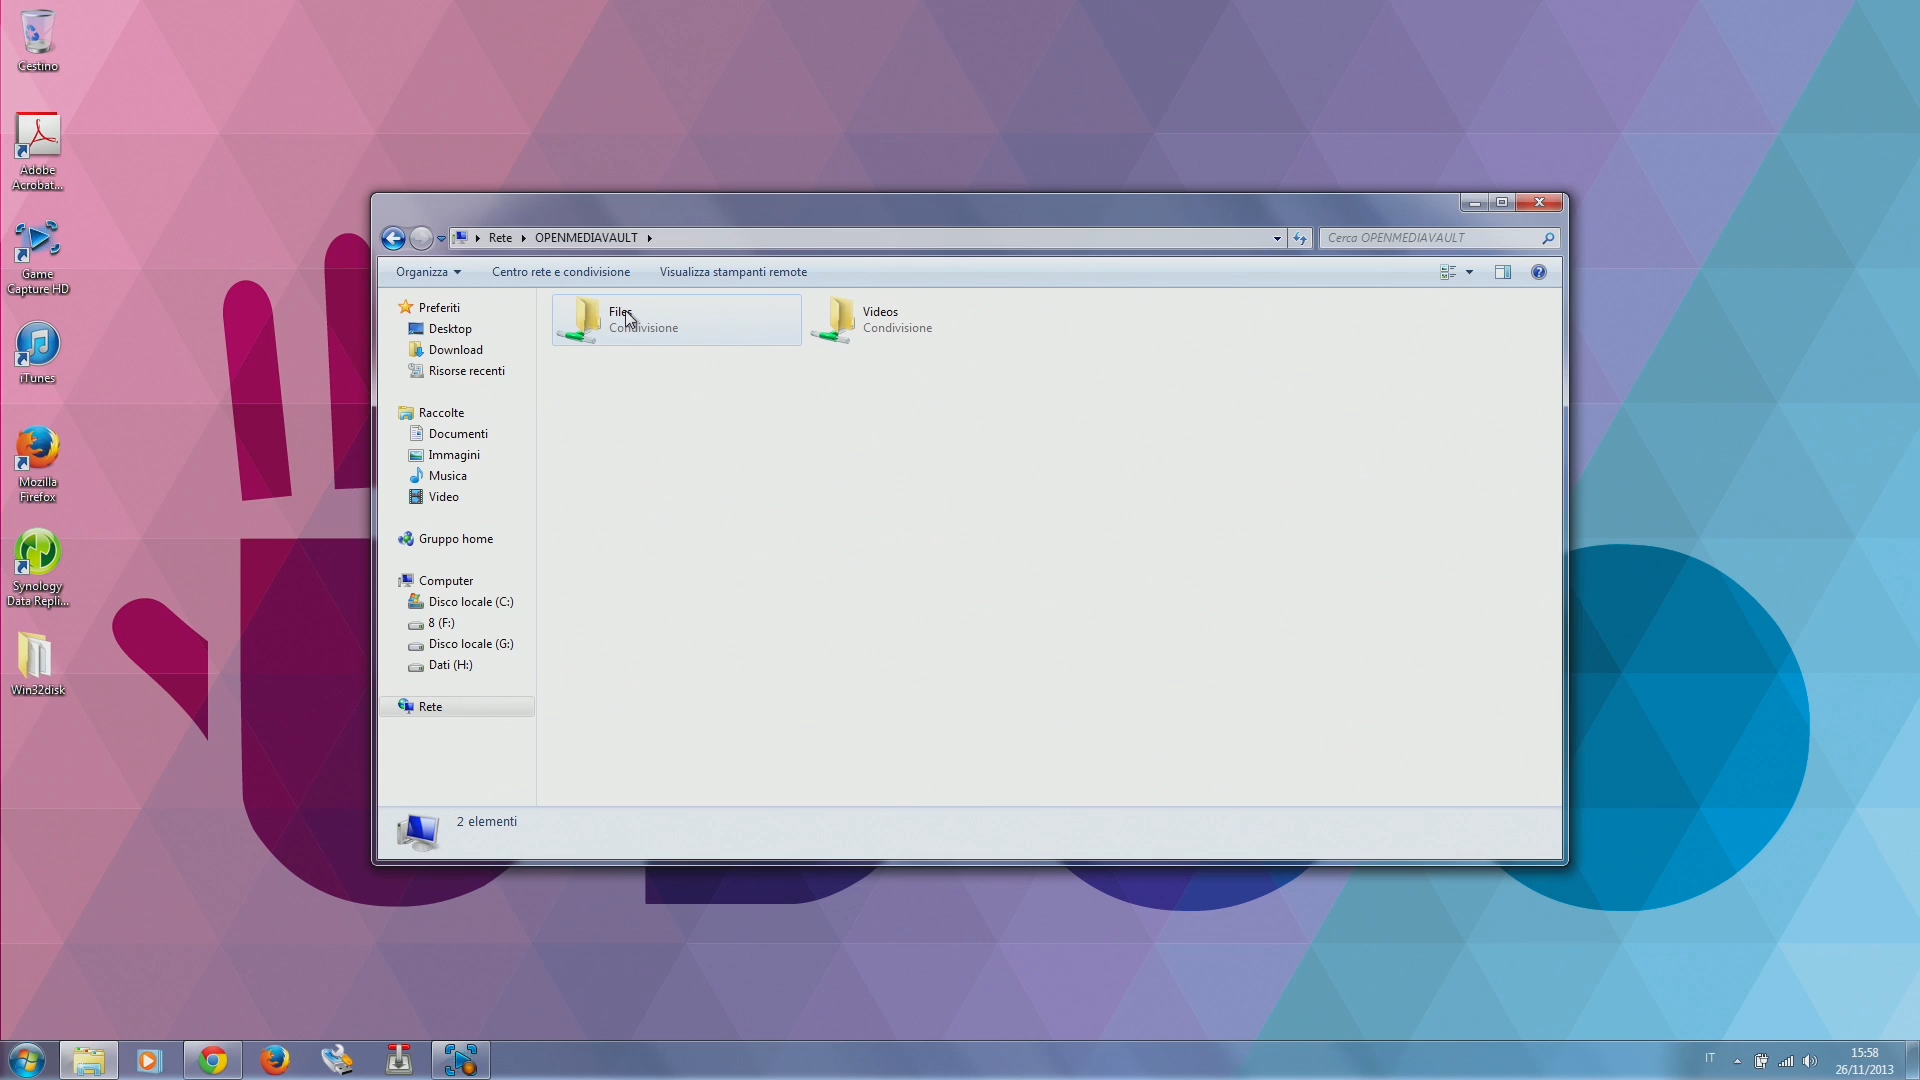 Cestino
Adobe
Acrobat...
Game
Capture HD
iTunes
Mozilla
Firefox
Synology
Data Repli...
Win32disk
Rete
OPENMEDIAVAULT
Cerca OPENMEDIAVAULT
Organizza
Centro rete e condivisione
Visualizza stampanti remote
Preferiti
Desktop
Download
Risorse recenti
Raccolte
Documenti
Immagini
Musica
Video
Gruppo home
Computer
Disco locale (C:)
8 (F:)
Disco locale (G:)
Dati (H:)
Rete
Files
Condivisione
Videos
Condivisione
2 elementi
IT
15:58
26/11/2013